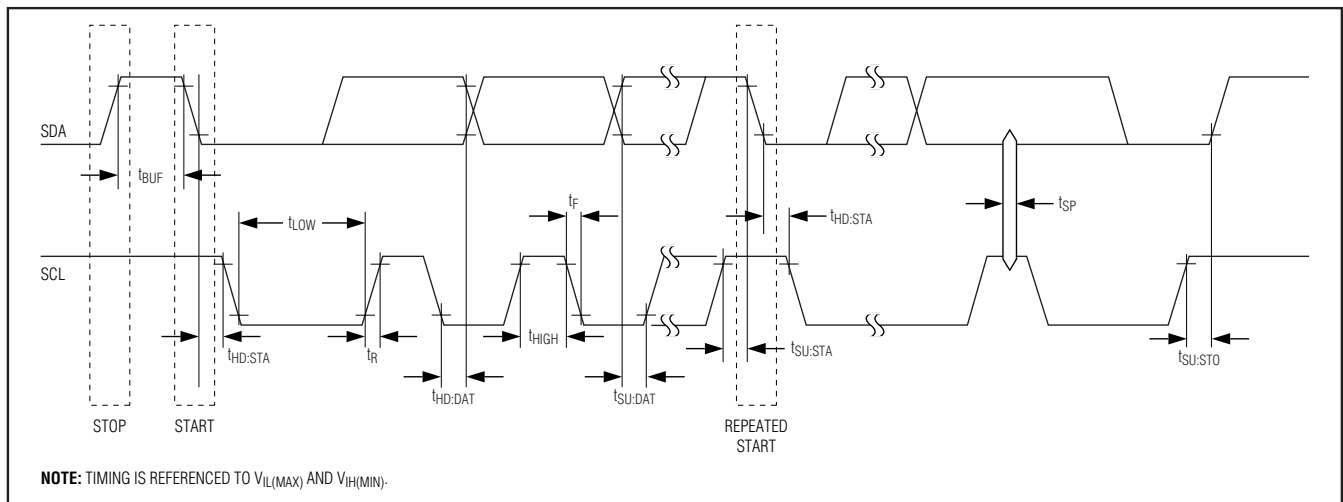 SDA
tBUF
tLOW
tF
tHD:STA
tSP
SCL
tHD:STA
tR
tHIGH
tSU:STA
tSU:STO
tHD:DAT
tSU:DAT
STOP
START
REPEATED
START
NOTE: TIMING IS REFERENCED TO VIL(MAX) AND VIH(MIN).